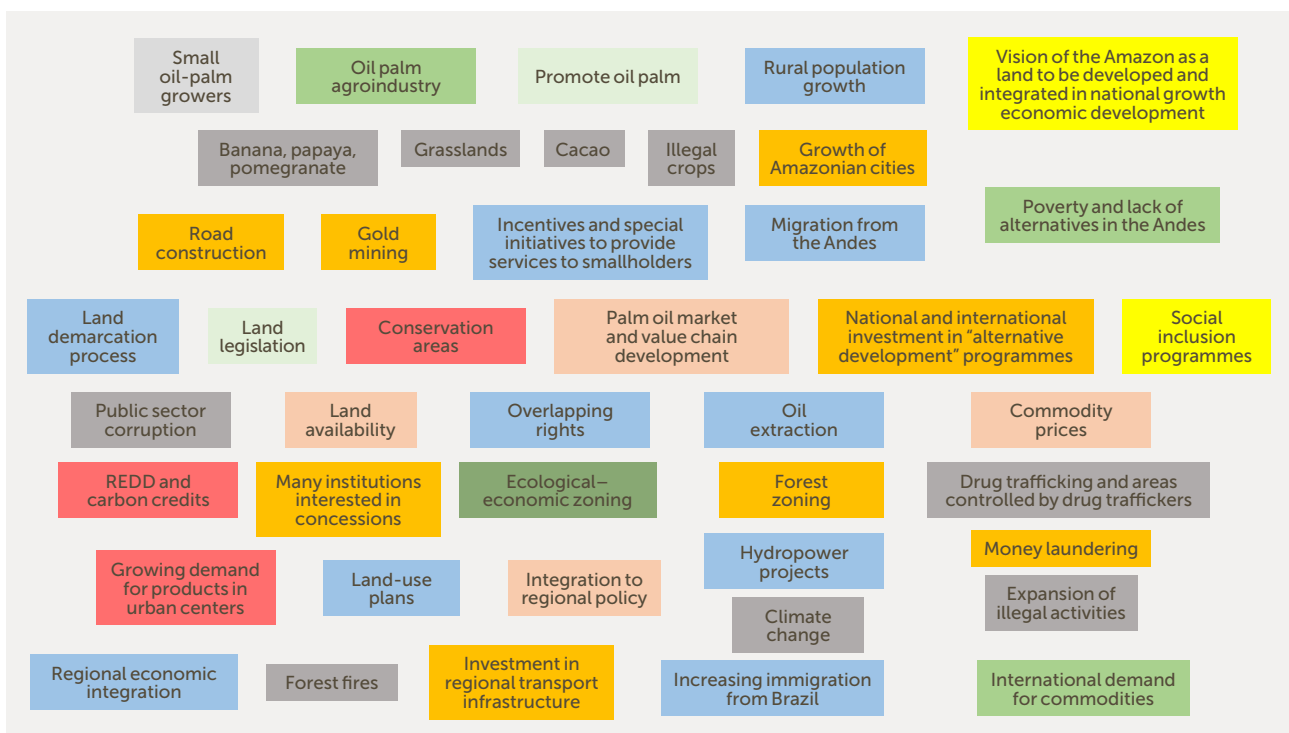 Small
oil-palm
growers
Oil palm
agroindustry
Promote oil palm
Rural population
growth
Vision of the Amazon as a
land to be developed and
integrated in national growth
economic development
Banana, papaya,
pomegranate
Grasslands
Cacao
Illegal
crops
Growth of
Amazonian cities
Poverty and lack of
alternatives in the Andes
Road
construction
Gold
mining
Incentives and special
initiatives to provide
services to smallholders
Migration from
the Andes
Land
demarcation
process
Land
legislation
Conservation
areas
Palm oil market
and value chain
development
National and international
investment in “alternative
development” programmes
Social
inclusion
programmes
Public sector
corruption
Land
availability
Overlapping
rights
Oil
extraction
Commodity
prices
REDD and
carbon credits
Many institutions
interested in
concessions
Ecological–
economic zoning
Forest
zoning
Drug trafficking and areas
controlled by drug traffickers
Growing demand
for products in
urban centers
Land-use
plans
Integration to
regional policy
Hydropower
projects
Money laundering
Climate
change
Expansion of
illegal activities
Regional economic
integration
Forest fires
Investment in
regional transport
infrastructure
Increasing immigration
from Brazil
International demand
for commodities